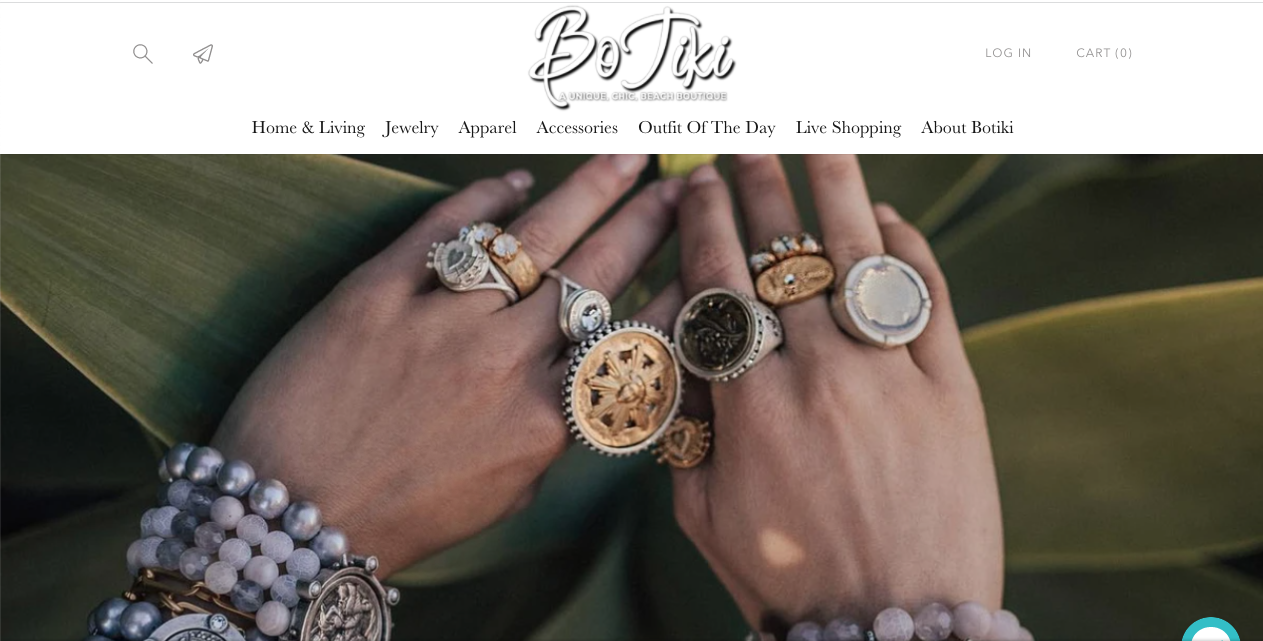 BoTiki
A UNIQUE, CHIC, BEACH BOUTIQUE
LOG IN
CART (0)
Home & Living
Jewelry
Apparel
Accessories
Outfit Of The Day
Live Shopping
About Botiki